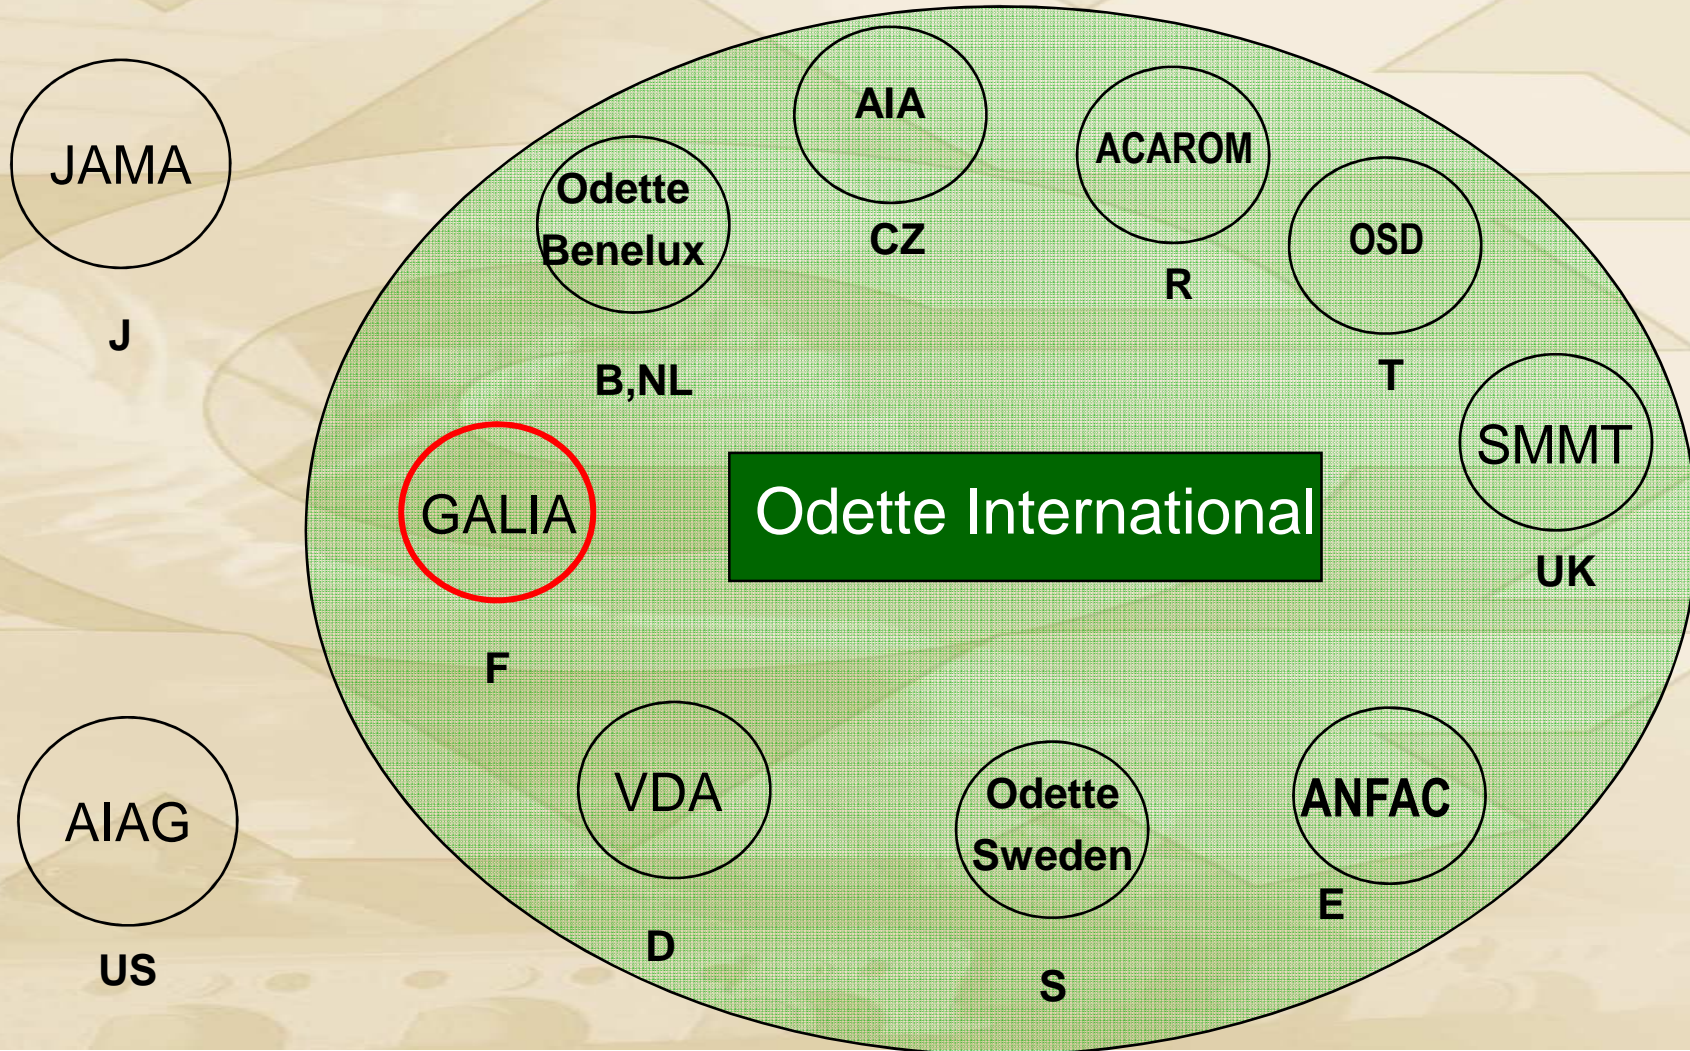 JAMA
J
AIAG
US
Odette
Benelux
B,NL
AIA
CZ
ACAROM
R
OSD
T
SMMT
UK
GALIA
F
Odette International
VDA
D
Odette
Sweden
S
ANFAC
E